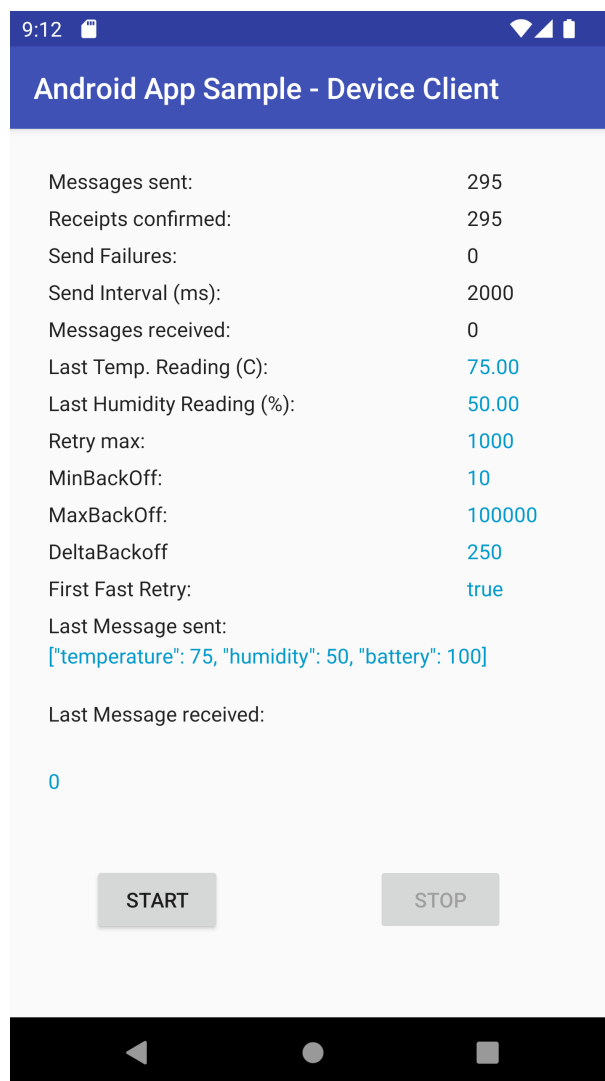 9:12
Android App Sample - Device Client
Messages sent: 295
Receipts confirmed: 295
Send Failures: 0
Send Interval (ms): 2000
Messages received: 0
Last Temp. Reading (C): 75.00
Last Humidity Reading (%): 50.00
Retry max: 1000
MinBackOff: 10
MaxBackOff: 100000
DeltaBackoff 250
First Fast Retry: true
Last Message sent:
["temperature": 75, "humidity": 50, "battery": 100]
Last Message received:
0
START STOP